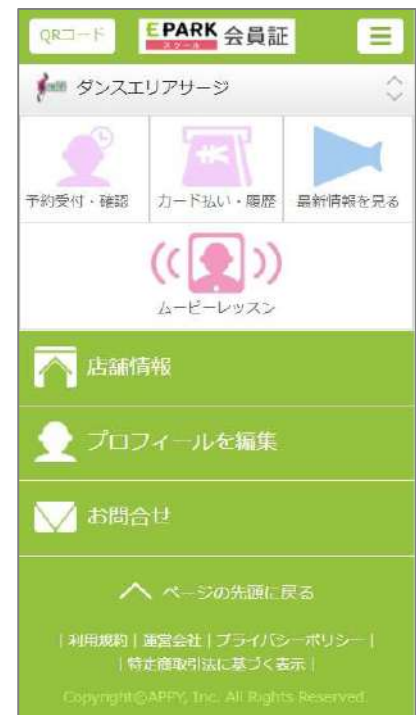 QRコード
EPARK 会員証
スクール
ダンスエリアサージ
予約受付・確認 カード払い・履歴 最新情報を見る
ムービーレッスン
店舗情報
プロフィールを編集
お問合せ
ページの先頭に戻る
| 利用規約 | 運営会社 | プライバシーポリシー |
| 特定商取引法に基づく表示 |
Copyright©APPY, Inc. All Rights Reserved.